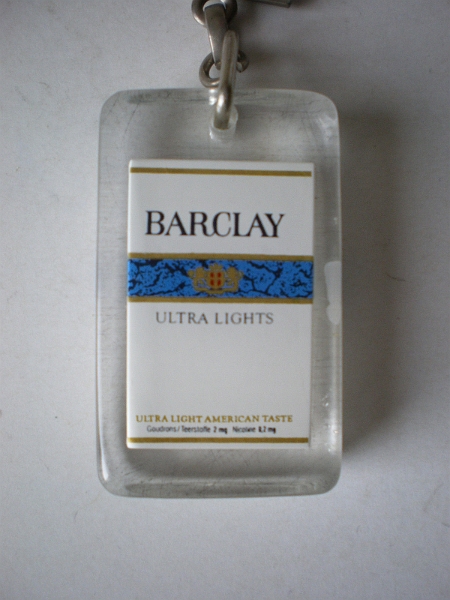 BARCLAY
ULTRA LIGHTS
ULTRA LIGHT AMERICAN TASTE
Goudrons/Teerstoffe 2 mg Nicotine 0,2 mg